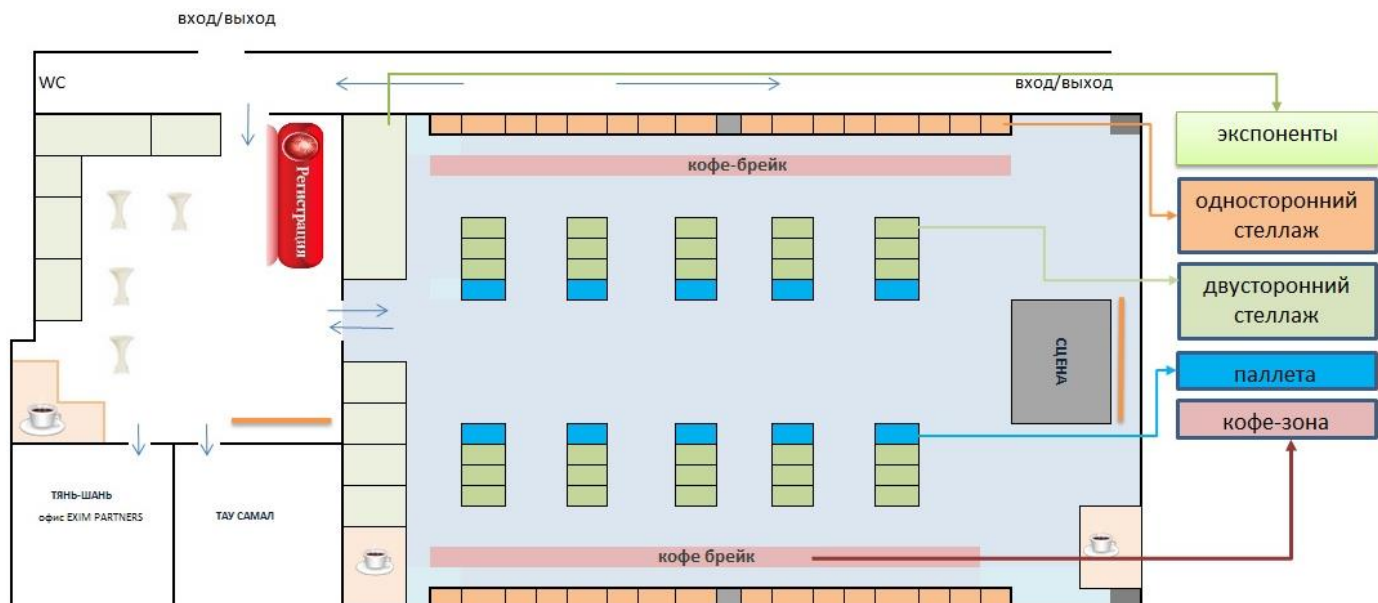 вход/выход
WC
вход/выход
экспоненты
Регистрация
кофе-брейк
односторонний
стеллаж
двусторонний
стеллаж
СЦЕНА
паллета
кофе-зона
ТЯНЬ-ШАНЬ
офис EXIM PARTNERS
ТАУ САМАЛ
кофе брейк